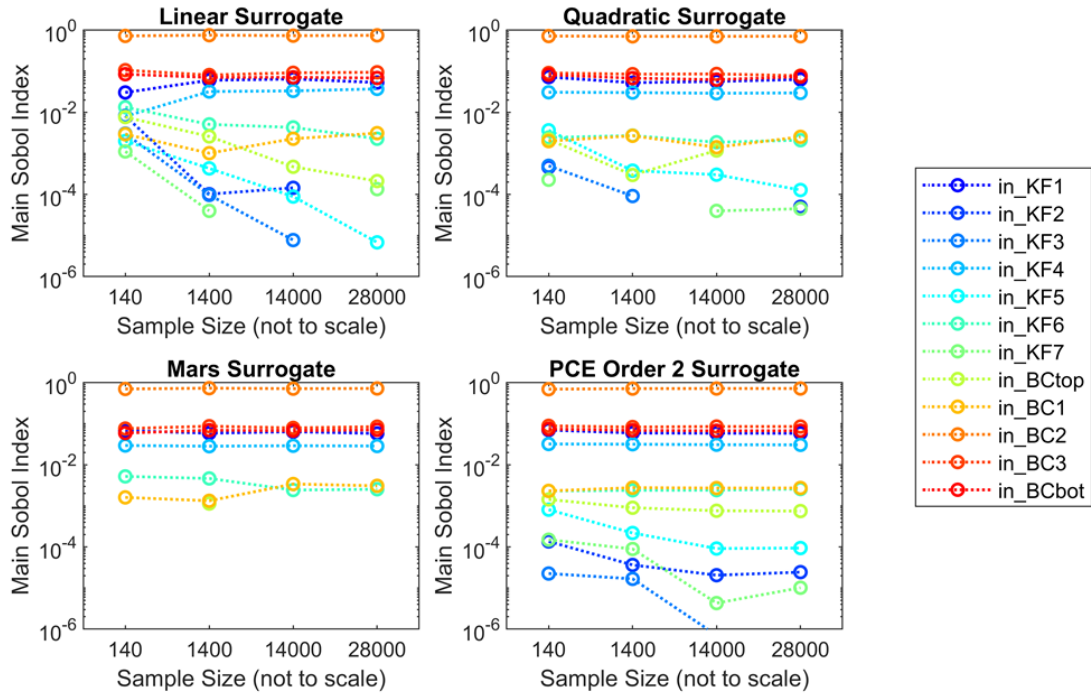 Linear Surrogate
Main Sobol Index
10^0
10^-2
10^-4
10^-6
140
1400
14000
28000
Sample Size (not to scale)
Quadratic Surrogate
Main Sobol Index
10^0
10^-2
10^-4
10^-6
140
1400
14000
28000
Sample Size (not to scale)
Mars Surrogate
Main Sobol Index
10^0
10^-2
10^-4
10^-6
140
1400
14000
28000
Sample Size (not to scale)
PCE Order 2 Surrogate
Main Sobol Index
10^0
10^-2
10^-4
10^-6
140
1400
14000
28000
Sample Size (not to scale)
in_KF1
in_KF2
in_KF3
in_KF4
in_KF5
in_KF6
in_KF7
in_BCtop
in_BC1
in_BC2
in_BC3
in_BCbot